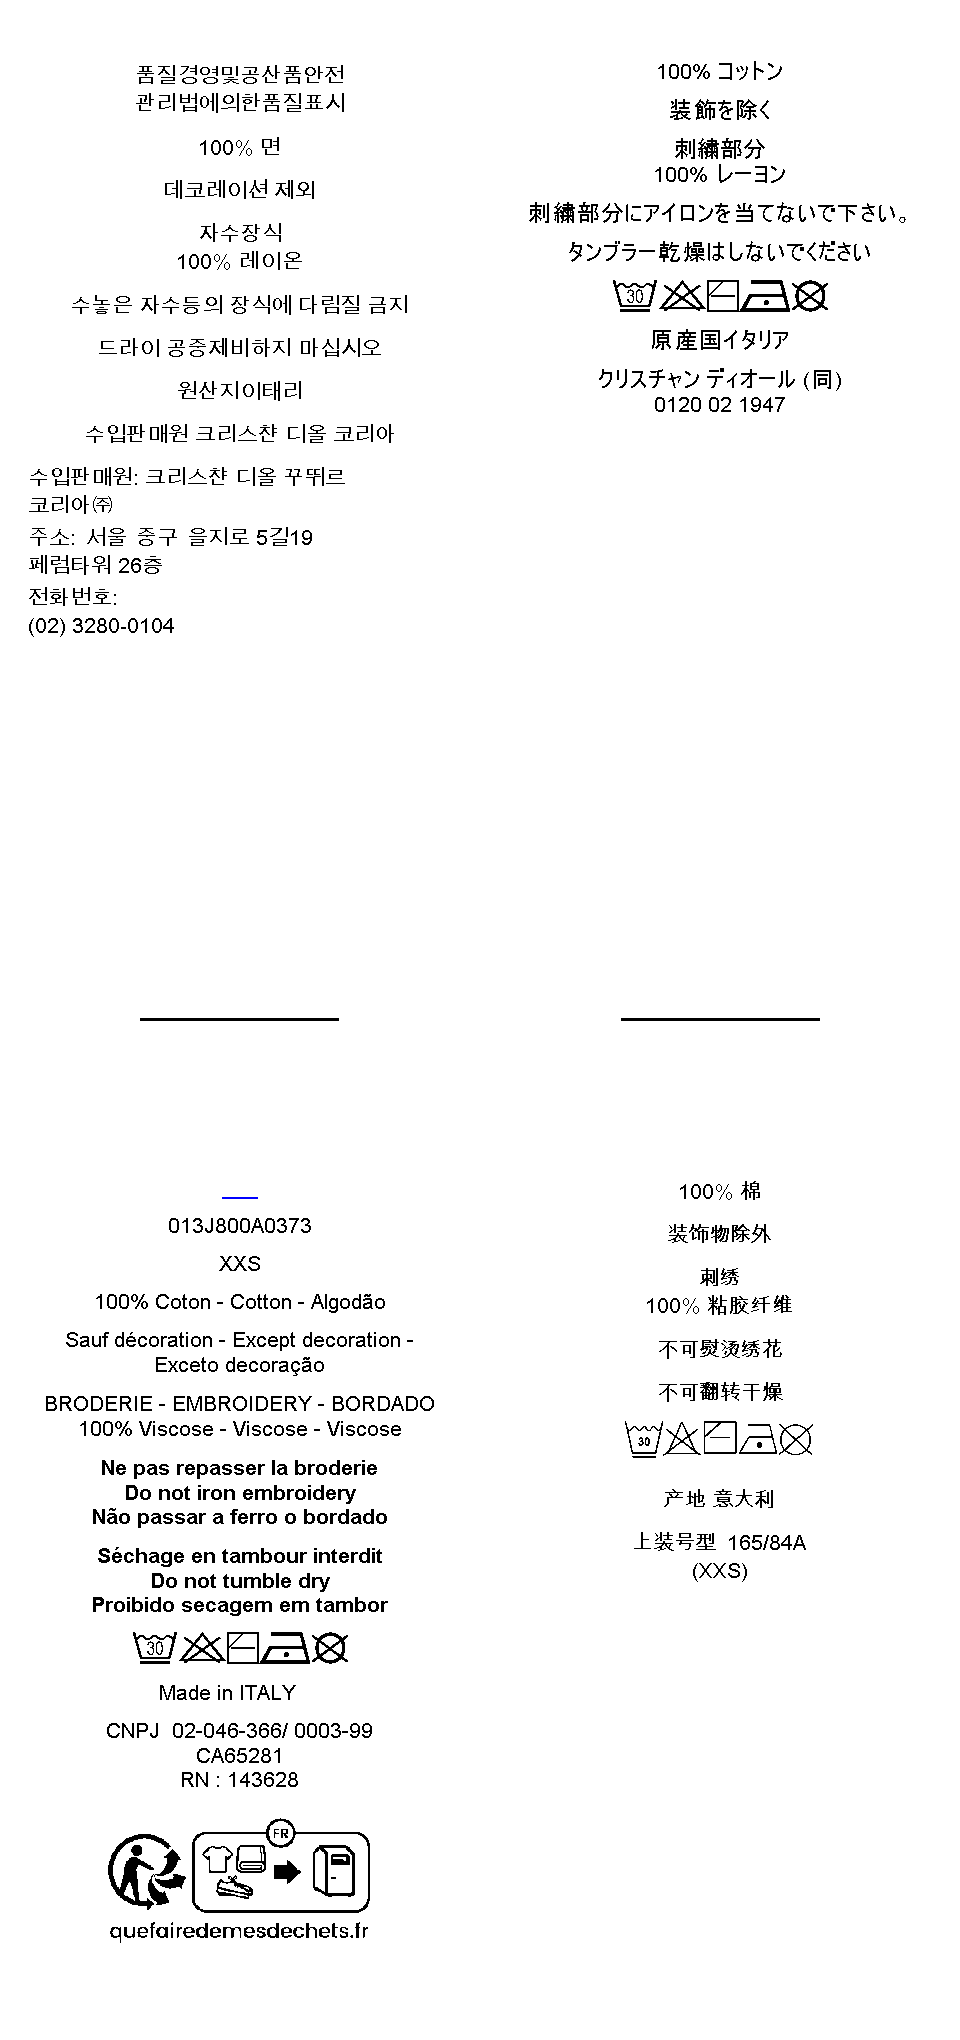 품질경영및공산품안전
관리법에의한품질표시
100% 면
데코레이션 제외
자수장식
100% 레이온
수놓은 자수등의 장식에 다림질 금지
드라이 공중제비하지 마십시오
원산지이태리
수입판매원 크리스챤 디올 코리아
수입판매원: 크리스챤 디올 꾸뛰르
코리아㈜
주소: 서울 중구 을지로 5길19
페럼타워 26층
전화번호:
(02) 3280-0104
100% コットン
装飾を除く
刺繍部分
100% レーヨン
刺繍部分にアイロンを当てないで下さい。
タンブラー乾燥はしないでください
30
原産国イタリア
クリスチャン ディオール (同)
0120 02 1947
013J800A0373
XXS
100% Coton - Cotton - Algodão
Sauf décoration - Except decoration -
Exceto decoração
BRODERIE - EMBROIDERY - BORDADO
100% Viscose - Viscose - Viscose
Ne pas repasser la broderie
Do not iron embroidery
Não passar a ferro o bordado
Séchage en tambour interdit
Do not tumble dry
Proibido secagem em tambor
30
Made in ITALY
CNPJ 02-046-366/ 0003-99
CA65281
RN : 143628
FR
quefairedemesdechets.fr
100% 棉
装饰物除外
刺绣
100% 粘胶纤维
不可熨烫绣花
不可翻转干燥
30
产地 意大利
上装号型 165/84A
(XXS)